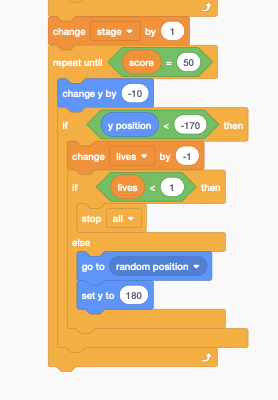 change stage by 1
repeat until score = 50
change y by -10
if y position < -170 then
change lives by -1
if lives < 1 then
stop all
else
go to random position
set y to 180